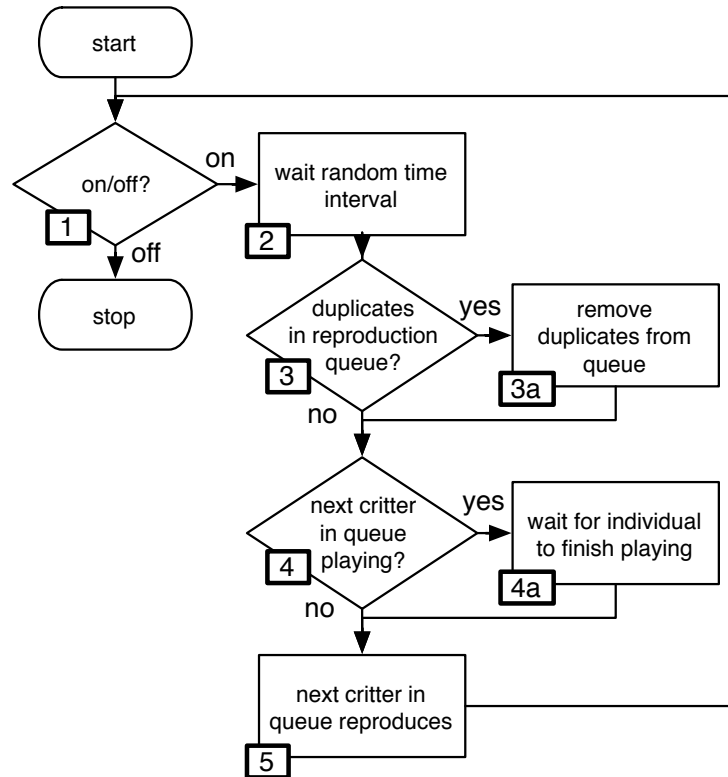 start
on/off?
1
on
off
stop
wait random time
interval
2
duplicates
in reproduction
queue?
3
yes
no
remove
duplicates from
queue
3a
next critter
in queue
playing?
4
yes
no
wait for individual
to finish playing
4a
next critter in
queue reproduces
5